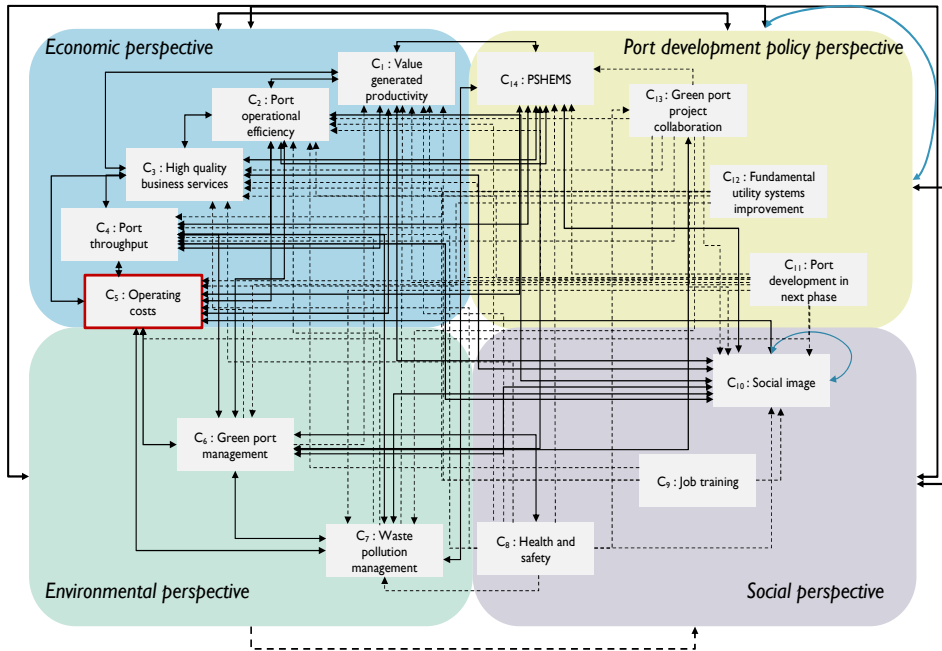 Economic perspective
Port development policy perspective
C1 : Value
generated
productivity
C14 : PSHEMS
C2 : Port
operational
efficiency
C13 : Green port
project
collaboration
C3 : High quality
business services
C12 : Fundamental
utility systems
improvement
C4 : Port
throughput
C11 : Port
development in
next phase
C5 : Operating
costs
C10 : Social image
C6 : Green port
management
C9 : Job training
C7 : Waste
pollution
management
C8 : Health and
safety
Environmental perspective
Social perspective